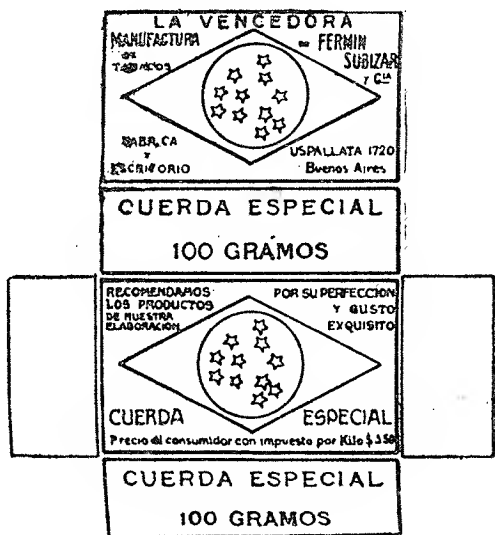 LA VENCEDORA
MANUFACTURA DE FERMIN
DE SUBIZAR
TABACOS Y CIA
FABRICA USPALLATA 1720
Y Buenos Aires
ESCRITORIO
CUERDA ESPECIAL
100 GRAMOS
RECOMENDAMOS POR SU PERFECCION
LOS PRODUCTOS Y GUSTO
DE NUESTRA EXQUISITO
ELABORACION
CUERDA ESPECIAL
Precio al consumidor con impuesto por Kilo $
CUERDA ESPECIAL
100 GRAMOS